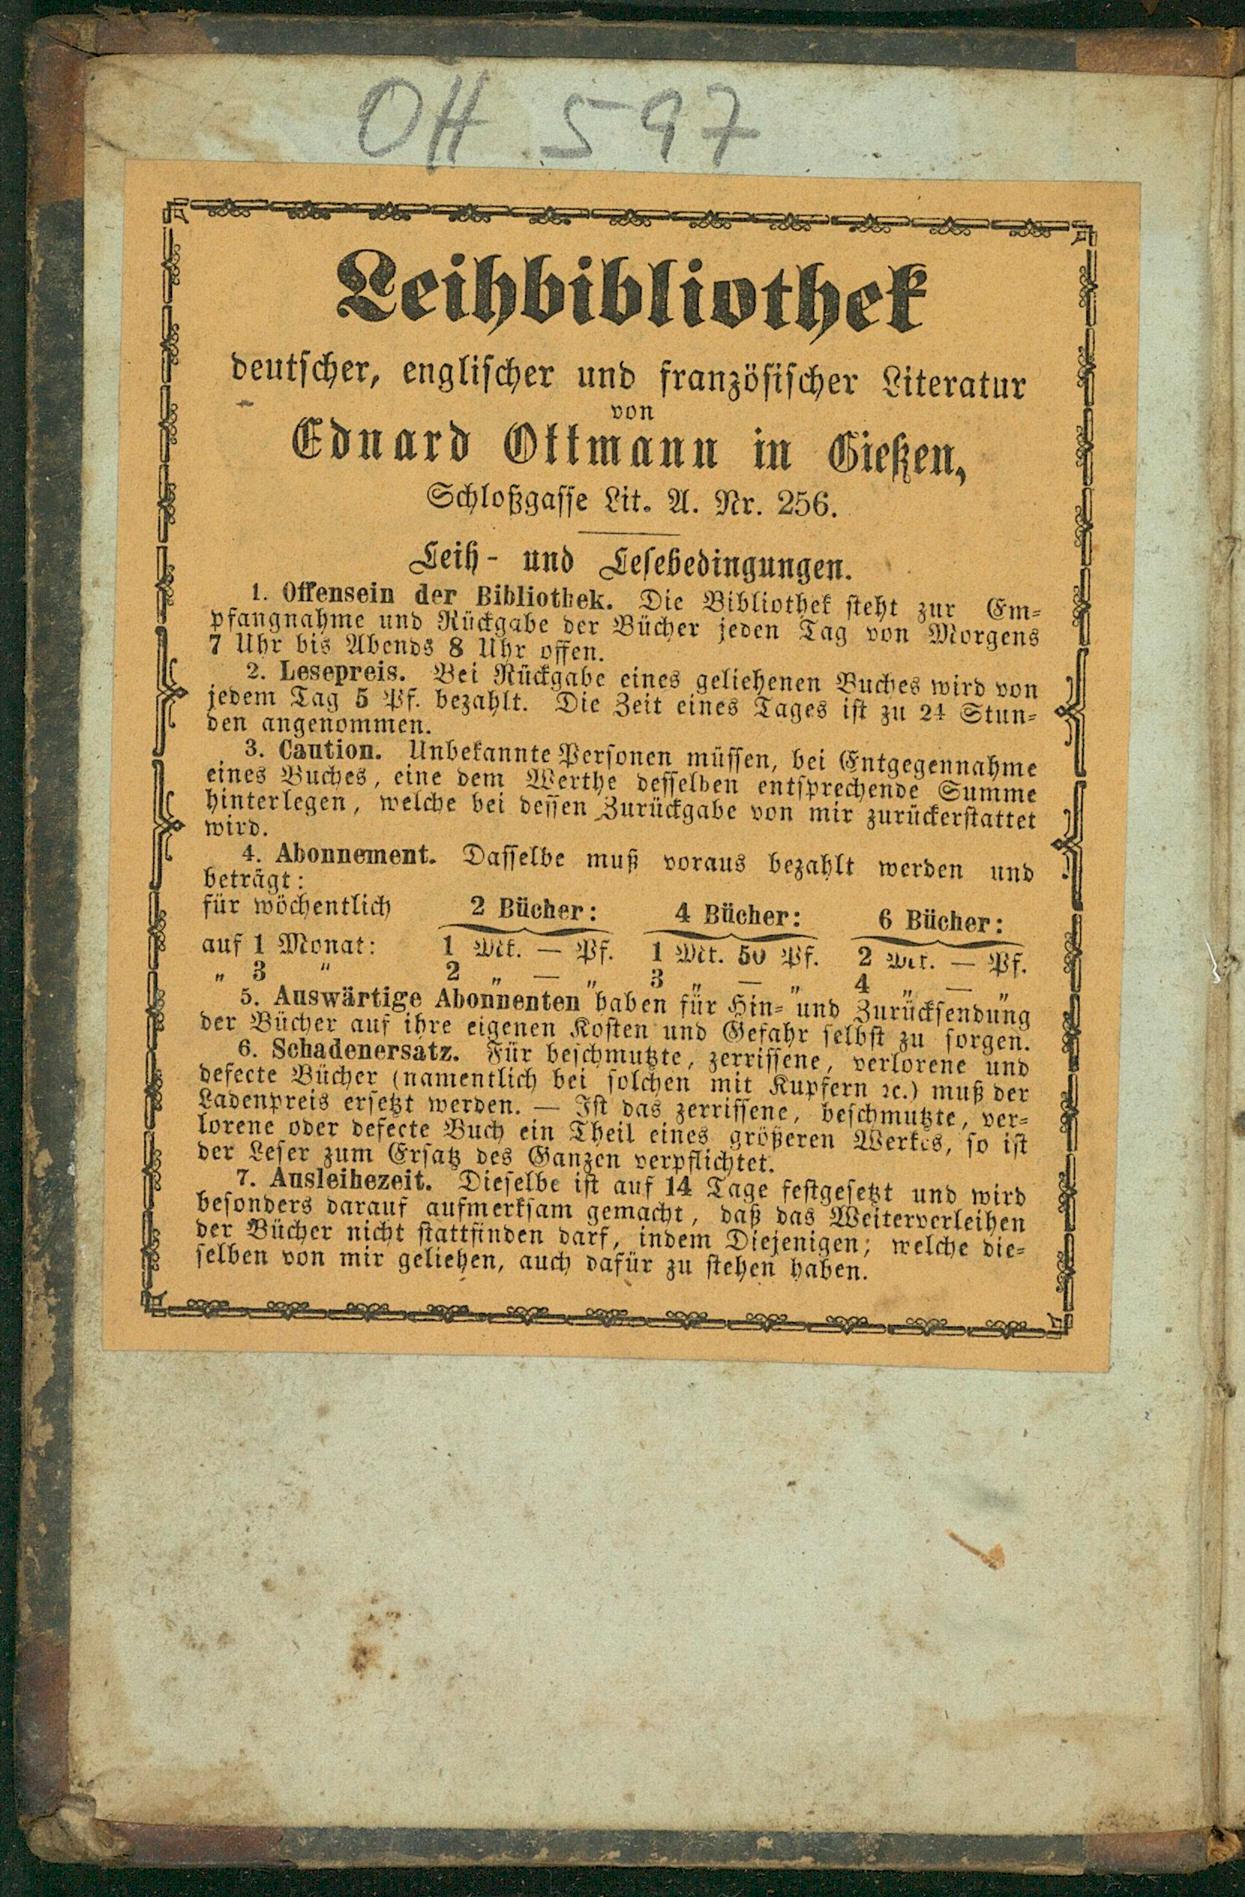 OH 597
Leihbibliothek
deutscher, englischer und französischer Literatur
von
Eduard Ottmann in Gießen,
Schloßgasse Lit. A. Nr. 256.
Leih- und Lesebedingungen.
1. Offensein der Bibliothek. Die Bibliothek steht zur Em-
pfangnahme und Rückgabe der Bücher jeden Tag von Morgens
7 Uhr bis Abends 8 Uhr offen.
2. Lesepreis. Bei Rückgabe eines geliehenen Buches wird von
jedem Tag 5 Pf. bezahlt. Die Zeit eines Tages ist zu 24 Stun-
den angenommen.
3. Caution. Unbekannte Personen müssen, bei Entgegennahme
eines Buches, eine dem Werthe desselben entsprechende Summe
hinterlegen, welche bei dessen Zurückgabe von mir zurückerstattet
wird.
4. Abonnement. Dasselbe muß voraus bezahlt werden und
beträgt:
für wöchentlich 2 Bücher: 4 Bücher: 6 Bücher:
auf 1 Monat: 1 Mk. — Pf. 1 Mk. 50 Pf. 2 Mk. — Pf.
„ 3 „ 2 „ — „ 3 „ — „ 4 „ — „
5. Auswärtige Abonnenten haben für Hin- und Zurücksendung
der Bücher auf ihre eigenen Kosten und Gefahr selbst zu sorgen.
6. Schadenersatz. Für beschmutzte, zerrissene, verlorene und
defecte Bücher (namentlich bei solchen mit Kupfern ꝛc.) muß der
Ladenpreis ersetzt werden. — Ist das zerrissene, beschmutzte, ver-
lorene oder defecte Buch ein Theil eines größeren Werkes, so ist
der Leser zum Ersatz des Ganzen verpflichtet.
7. Ausleihezeit. Dieselbe ist auf 14 Tage festgesetzt und wird
besonders darauf aufmerksam gemacht, daß das Weiterverleihen
der Bücher nicht stattfinden darf, indem Diejenigen; welche die-
selben von mir geliehen, auch dafür zu stehen haben.